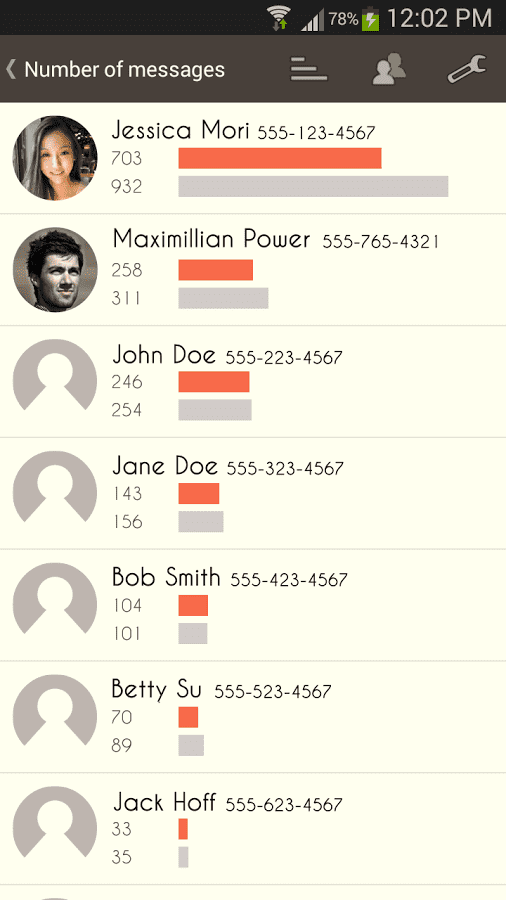 78% 12:02 PM
Number of messages
Jessica Mori 555-123-4567
703
932
Maximillian Power 555-765-4321
258
311
John Doe 555-223-4567
246
254
Jane Doe 555-323-4567
143
156
Bob Smith 555-423-4567
104
101
Betty Su 555-523-4567
70
89
Jack Hoff 555-623-4567
33
35